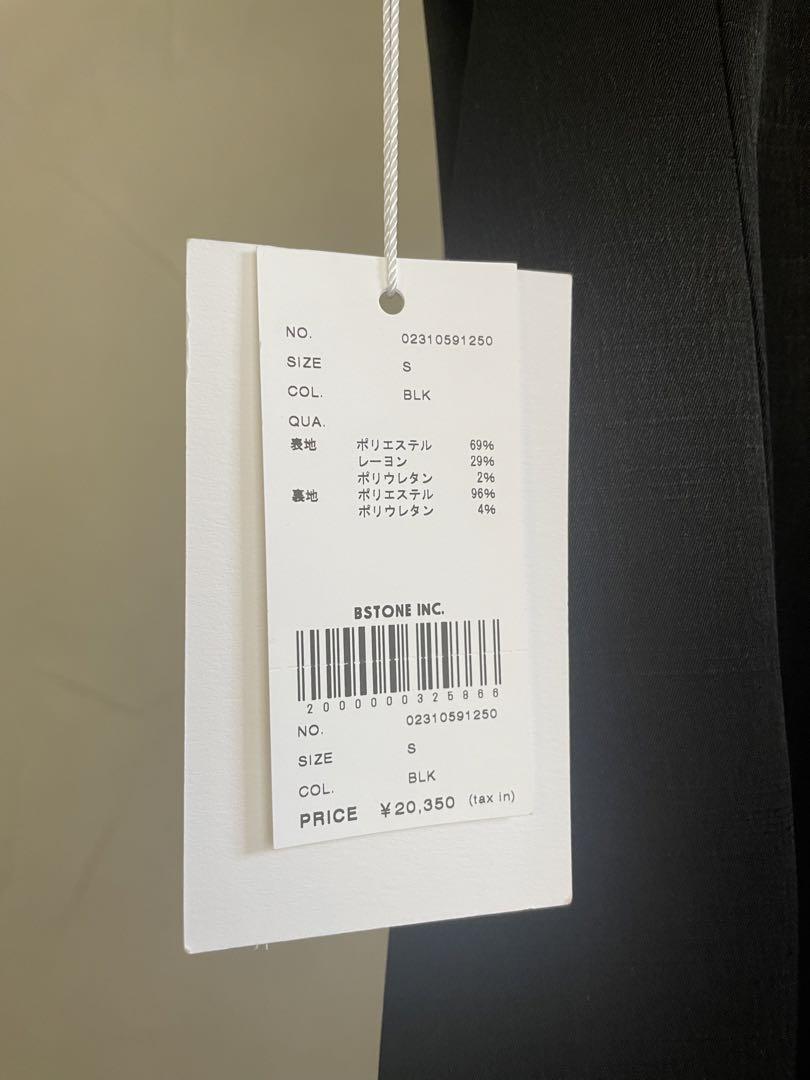 NO. 02310591250
SIZE S
COL. BLK
QUA.
表地 ポリエステル 69%
レーヨン 29%
ポリウレタン 2%
裏地 ポリエステル 96%
ポリウレタン 4%
BSTONE INC.
2000000325866
NO. 02310591250
SIZE S
COL. BLK
PRICE ¥20,350 (tax in)